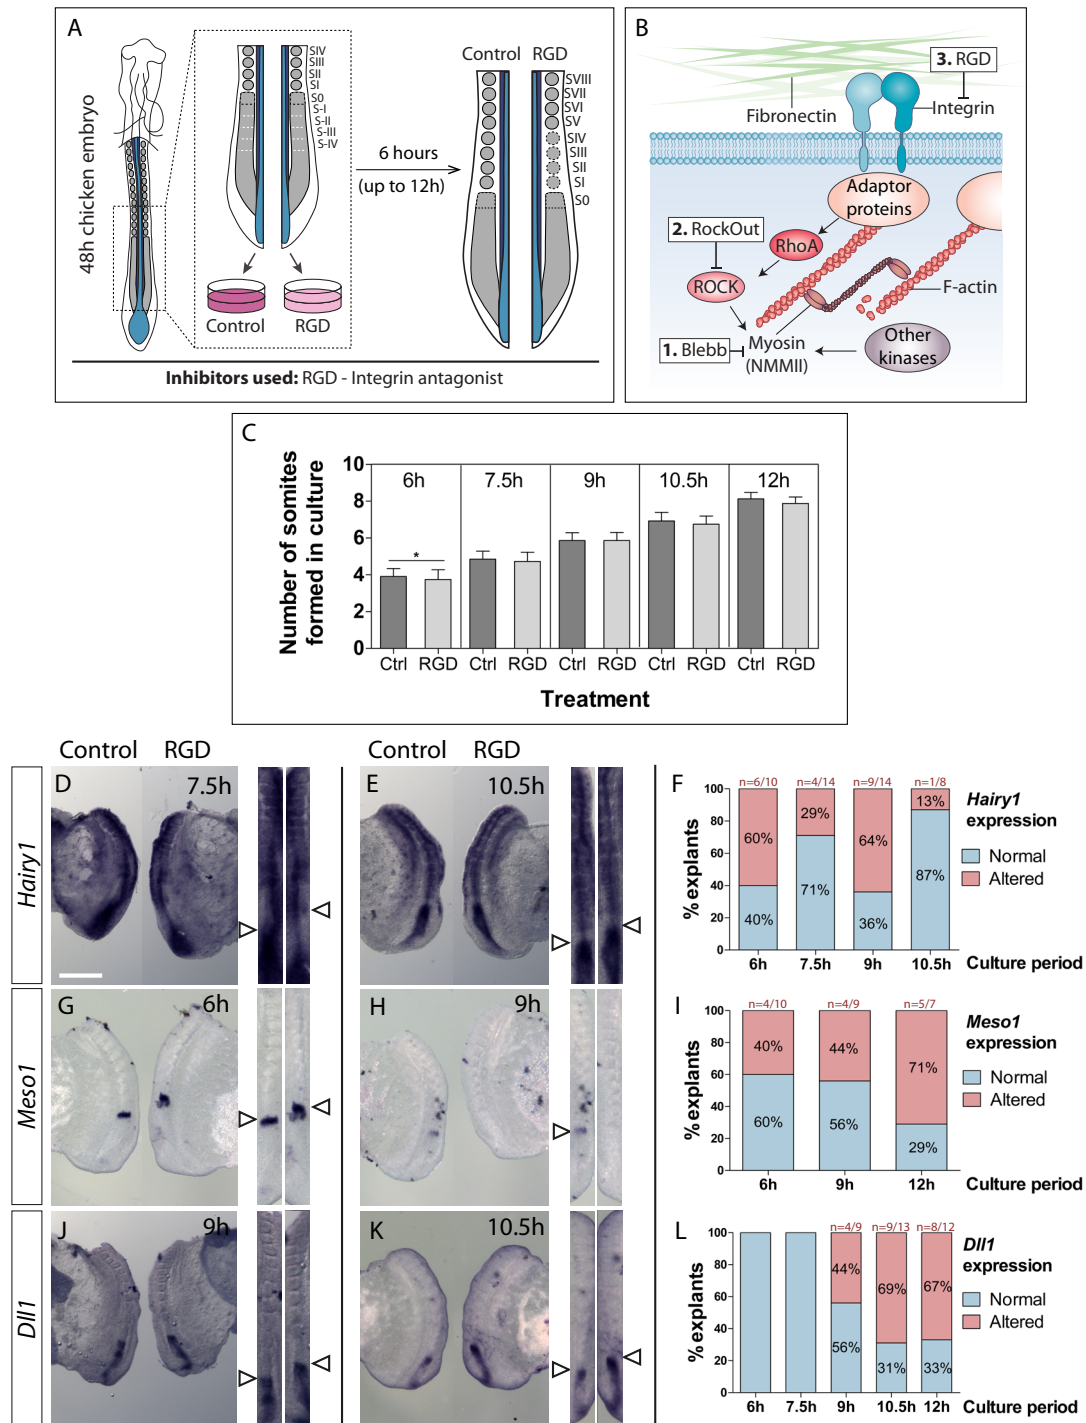 A
48h chicken embryo
SIV
SIII
SII
SI
S0
S-I
S-II
S-III
S-IV
Control
RGD
6 hours
(up to 12h)
Control RGD
SVIII
SVII
SVI
SV
SIV
SIII
SII
SI
S0
Inhibitors used: RGD - Integrin antagonist
B
3. RGD
Fibronectin
Integrin
Adaptor
proteins
2. RockOut
RhoA
ROCK
F-actin
1. Blebb
Myosin
(NMMII)
Other
kinases
C
Number of somites
formed in culture
10
8
6
4
2
0
6h 7.5h 9h 10.5h 12h
*
Ctrl RGD Ctrl RGD Ctrl RGD Ctrl RGD Ctrl RGD
Treatment
Control RGD
Control RGD
Hairy1
D 7.5h
E 10.5h
F
n=6/10 n=4/14 n=9/14 n=1/8
% explants
100
80
60
40
20
0
60% 29% 64% 13%
40% 71% 36% 87%
6h 7.5h 9h 10.5h
Culture period
Hairy1
expression
Normal
Altered
Meso1
G 6h
H 9h
I
n=4/10 n=4/9 n=5/7
% explants
100
80
60
40
20
0
40% 44% 71%
60% 56% 29%
6h 9h 12h
Culture period
Meso1
expression
Normal
Altered
Dll1
J 9h
K 10.5h
L
n=4/9 n=9/13 n=8/12
% explants
100
80
60
40
20
0
44% 69% 67%
56% 31% 33%
6h 7.5h 9h 10.5h 12h
Culture period
Dll1
expression
Normal
Altered